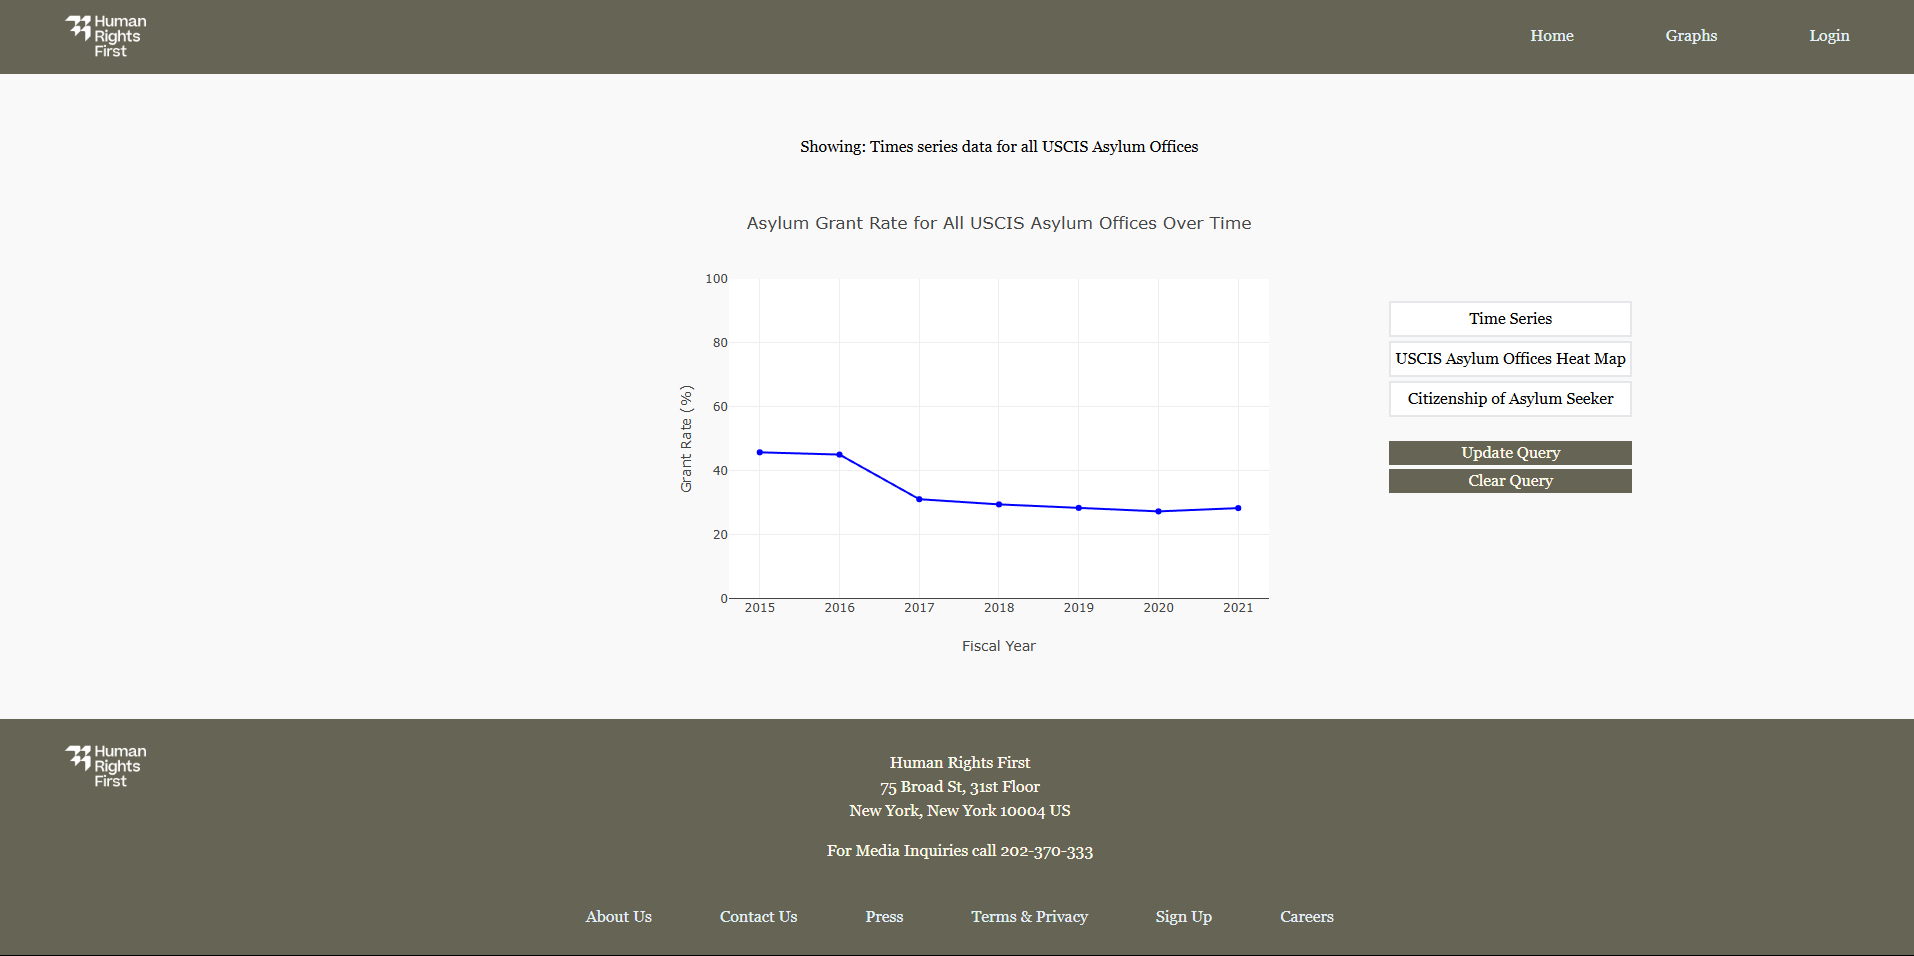 Human
Rights
First
Home Graphs Login
Showing: Times series data for all USCIS Asylum Offices
Asylum Grant Rate for All USCIS Asylum Offices Over Time
Grant Rate (%)
100
80
60
40
20
0
2015 2016 2017 2018 2019 2020 2021
Fiscal Year
Time Series
USCIS Asylum Offices Heat Map
Citizenship of Asylum Seeker
Update Query
Clear Query
Human
Rights
First
Human Rights First
75 Broad St, 31st Floor
New York, New York 10004 US
For Media Inquiries call 202-370-333
About Us Contact Us Press Terms & Privacy Sign Up Careers